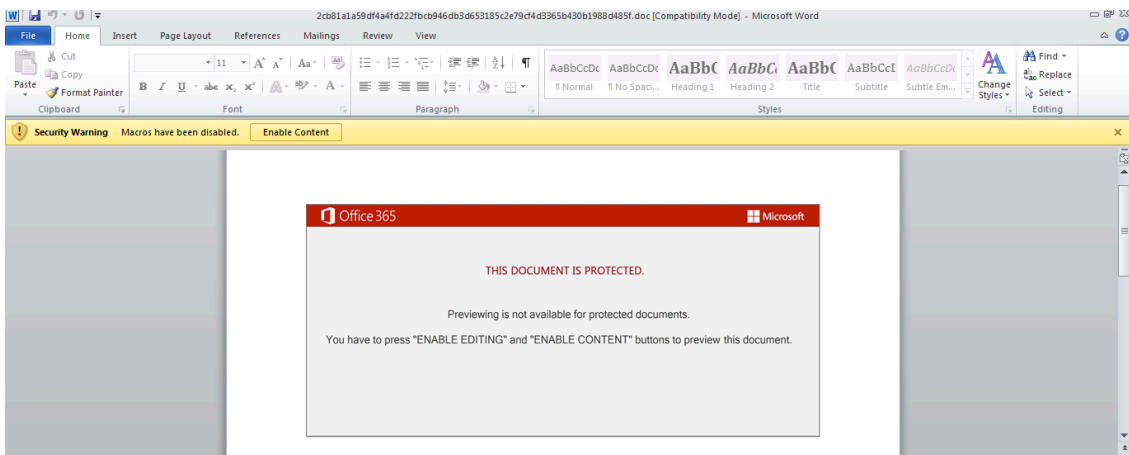 2cb81a1a59df4a4fd222fbcb946db3d653185c2e79cf4d3365b430b1988d485f.doc [Compatibility Mode] - Microsoft Word
File Home Insert Page Layout References Mailings Review View
Cut
Copy
Format Painter
Paste
Clipboard
11
Font
Paragraph
AaBbCcDc AaBbCcDc AaBbC AaBbCc AaBbC AaBbCcI AaBbCcDc
¶ Normal ¶ No Spaci... Heading 1 Heading 2 Title Subtitle Subtle Em...
Styles
Change Styles
Find
Replace
Select
Editing
Security Warning Macros have been disabled. Enable Content
Office 365 Microsoft
THIS DOCUMENT IS PROTECTED.
Previewing is not available for protected documents.
You have to press "ENABLE EDITING" and "ENABLE CONTENT" buttons to preview this document.